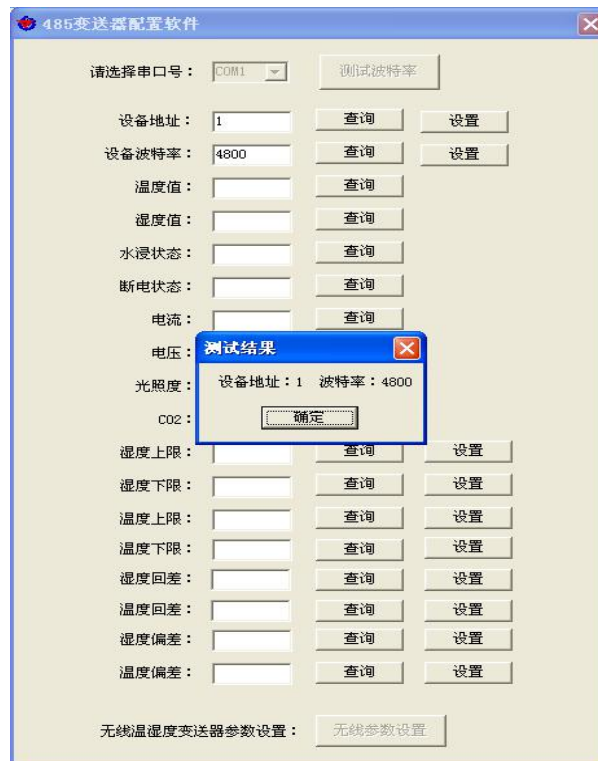 485变送器配置软件
请选择串口号： COM1 测试波特率
设备地址： 1 查询 设置
设备波特率： 4800 查询 设置
温度值： 查询
湿度值： 查询
水浸状态： 查询
断电状态： 查询
电流： 查询
电压：
测试结果
光照度：
设备地址：1 波特率：4800
CO2：
确定
湿度上限： 查询 设置
湿度下限： 查询 设置
温度上限： 查询 设置
温度下限： 查询 设置
湿度回差： 查询 设置
温度回差： 查询 设置
湿度偏差： 查询 设置
温度偏差： 查询 设置
无线温湿度变送器参数设置： 无线参数设置